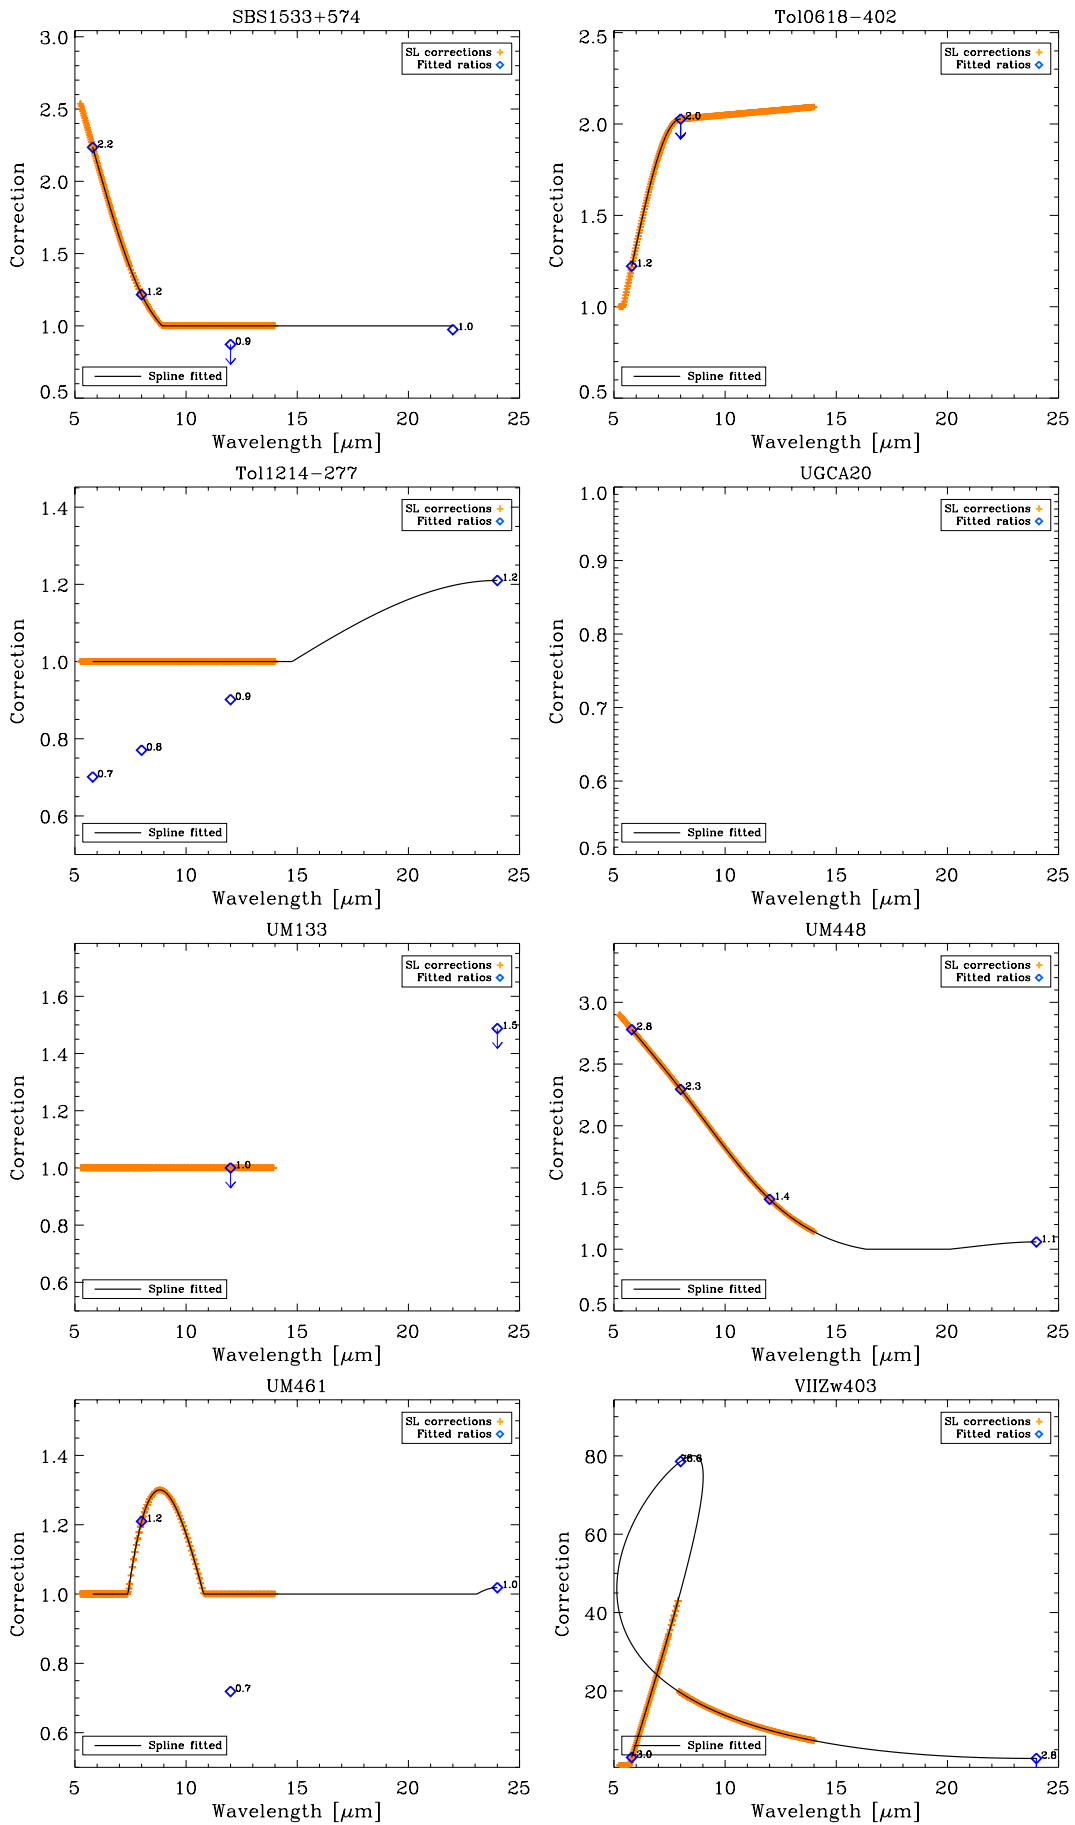 SBS1533+574
3.0
2.5
2.0
1.5
1.0
0.5
Correction
SL corrections
Fitted ratios
2.2
1.2
0.9
1.0
Spline fitted
5 10 15 20 25
Wavelength [μm]
Tol0618-402
2.5
2.0
1.5
1.0
0.5
Correction
SL corrections
Fitted ratios
2.0
1.2
Spline fitted
5 10 15 20 25
Wavelength [μm]
Tol1214-277
1.4
1.2
1.0
0.8
0.6
Correction
SL corrections
Fitted ratios
1.2
0.9
0.8
0.7
Spline fitted
5 10 15 20 25
Wavelength [μm]
UGCA20
1.0
0.9
0.8
0.7
0.6
0.5
Correction
SL corrections
Fitted ratios
Spline fitted
5 10 15 20 25
Wavelength [μm]
UM133
1.6
1.4
1.2
1.0
0.8
0.6
Correction
SL corrections
Fitted ratios
1.5
1.0
Spline fitted
5 10 15 20 25
Wavelength [μm]
UM448
3.0
2.5
2.0
1.5
1.0
0.5
Correction
SL corrections
Fitted ratios
2.8
2.3
1.4
1.1
Spline fitted
5 10 15 20 25
Wavelength [μm]
UM461
1.4
1.2
1.0
0.8
0.6
Correction
SL corrections
Fitted ratios
1.2
1.0
0.7
Spline fitted
5 10 15 20 25
Wavelength [μm]
VIIZw403
80
60
40
20
Correction
SL corrections
Fitted ratios
3.0
2.8
Spline fitted
5 10 15 20 25
Wavelength [μm]